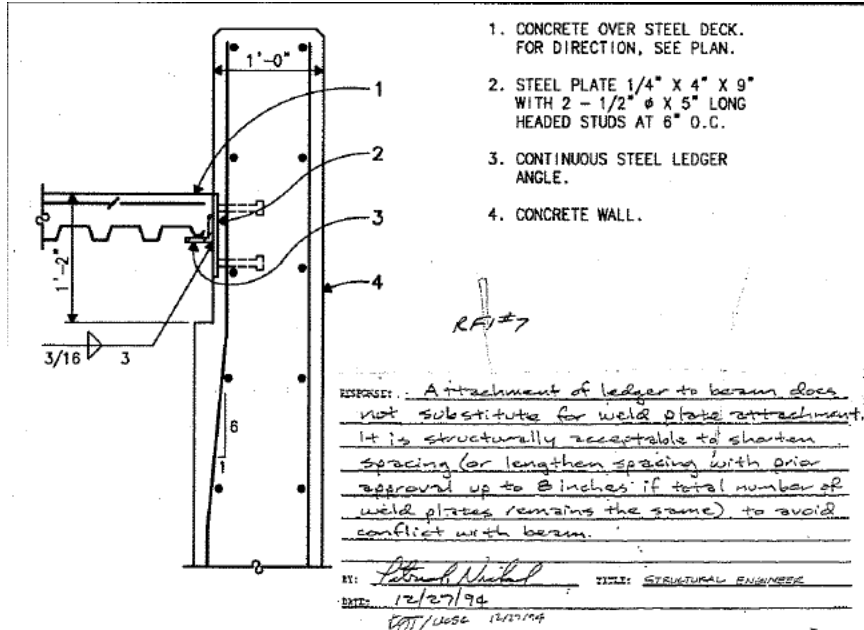 1. CONCRETE OVER STEEL DECK.
FOR DIRECTION, SEE PLAN.
2. STEEL PLATE 1/4" X 4" X 9"
WITH 2 - 1/2" ø X 5" LONG
HEADED STUDS AT 6" O.C.
3. CONTINUOUS STEEL LEDGER
ANGLE.
4. CONCRETE WALL.
1'-0"
1
2
3
4
1'-2"
3/16
3
6
1
RFI #7
RESPONSE: Attachment of ledger to beam does
not substitute for weld plate attachment.
It is structurally acceptable to shorten
spacing (or lengthen spacing with prior
approval up to 8 inches if total number of
weld plates remains the same) to avoid
conflict with beam.
BY: TITLE: STRUCTURAL ENGINEER
DATE: 12/27/94
12/27/94